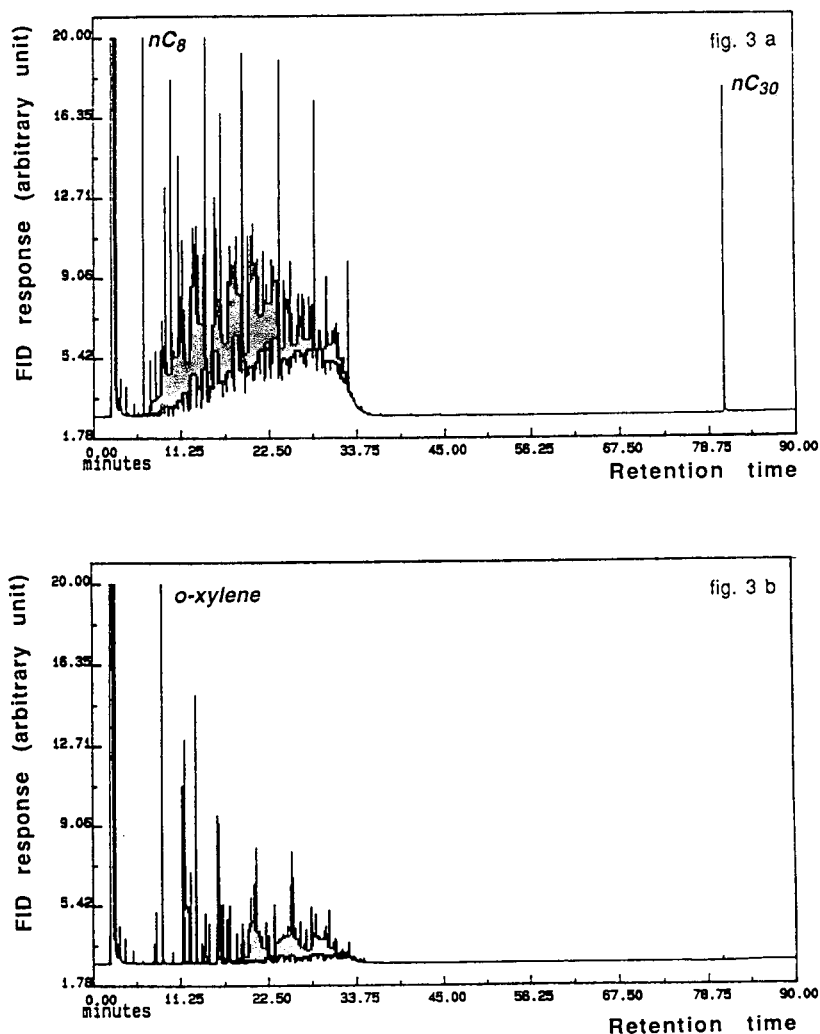 FID response (arbitrary unit)
20.00
16.35
12.71
9.06
5.42
1.78
nC8
fig. 3 a
nC30
0.00 11.25 22.50 33.75 45.00 56.25 67.50 78.75 90.00
minutes
Retention time
FID response (arbitrary unit)
20.00
16.35
12.71
9.06
5.42
1.78
o-xylene
fig. 3 b
0.00 11.25 22.50 33.75 45.00 56.25 67.50 78.75 90.00
minutes
Retention time